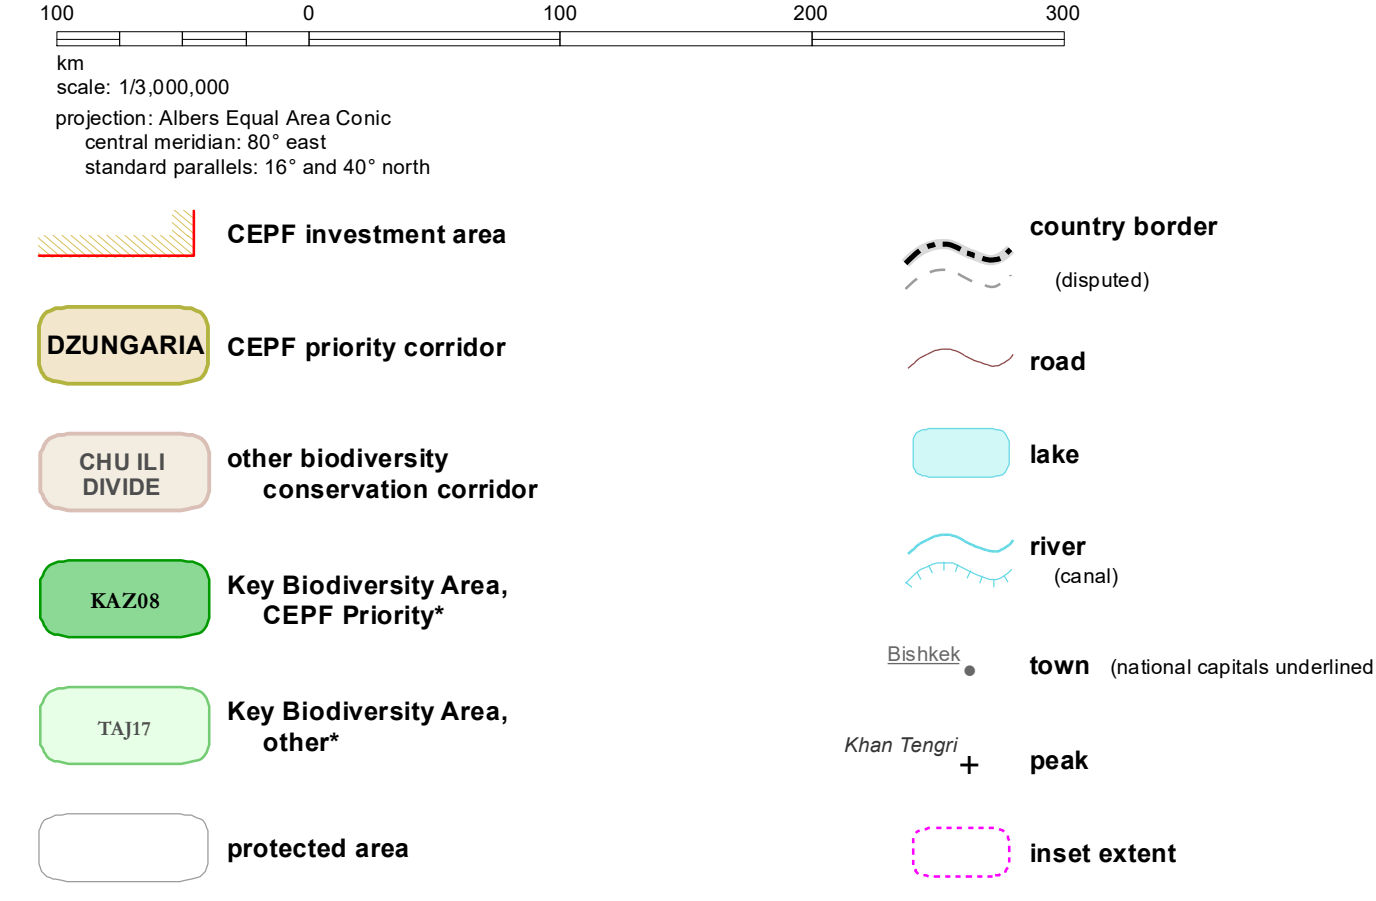 100 0 100 200 300
km
scale: 1/3,000,000
projection: Albers Equal Area Conic
central meridian: 80° east
standard parallels: 16° and 40° north
CEPF investment area
DZUNGARIA CEPF priority corridor
CHU ILI
DIVIDE
other biodiversity
conservation corridor
KAZ08
Key Biodiversity Area,
CEPF Priority*
TAJ17
Key Biodiversity Area,
other*
protected area
country border
(disputed)
road
lake
river
(canal)
Bishkek
town (national capitals underlined
Khan Tengri
peak
inset extent